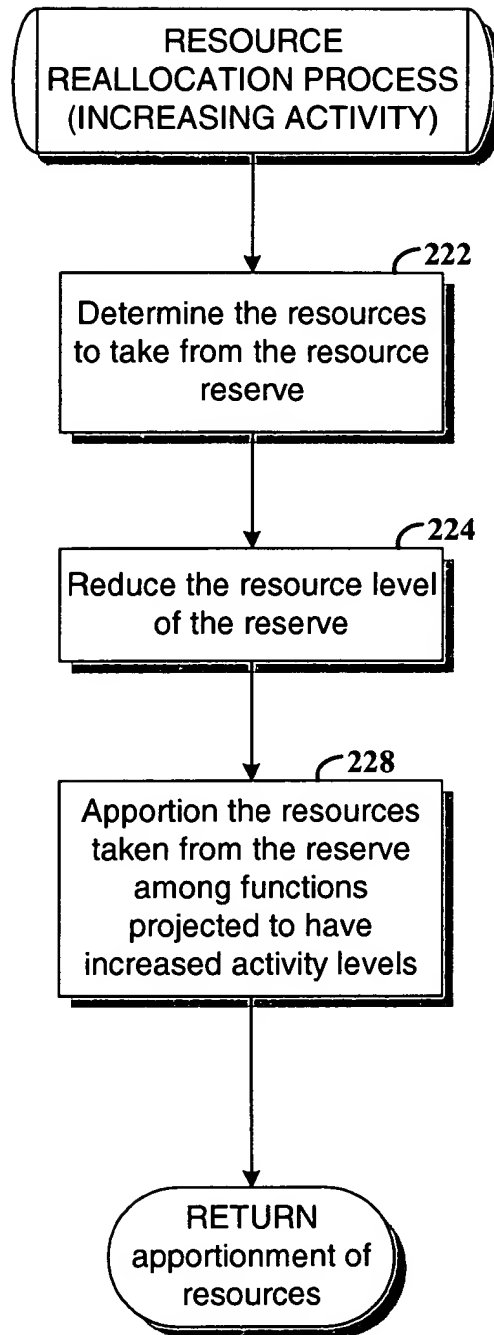 RESOURCE
REALLOCATION PROCESS
(INCREASING ACTIVITY)
222
Determine the resources
to take from the resource
reserve
224
Reduce the resource level
of the reserve
228
Apportion the resources
taken from the reserve
among functions
projected to have
increased activity levels
RETURN
apportionment of
resources